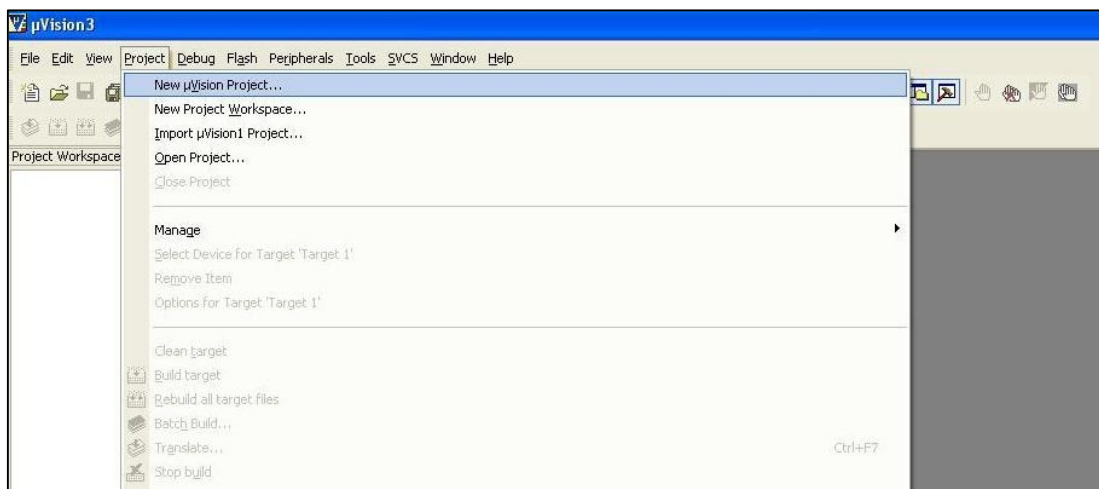 µVision3
File Edit View Project Debug Flash Peripherals Tools SVCS Window Help
New µVision Project...
New Project Workspace...
Import µVision1 Project...
Project Workspace
Open Project...
Close Project
Manage
Select Device for Target 'Target 1'
Remove Item
Options for Target 'Target 1'
Clean target
Build target
Rebuild all target files
Batch Build...
Translate... Ctrl+F7
Stop build